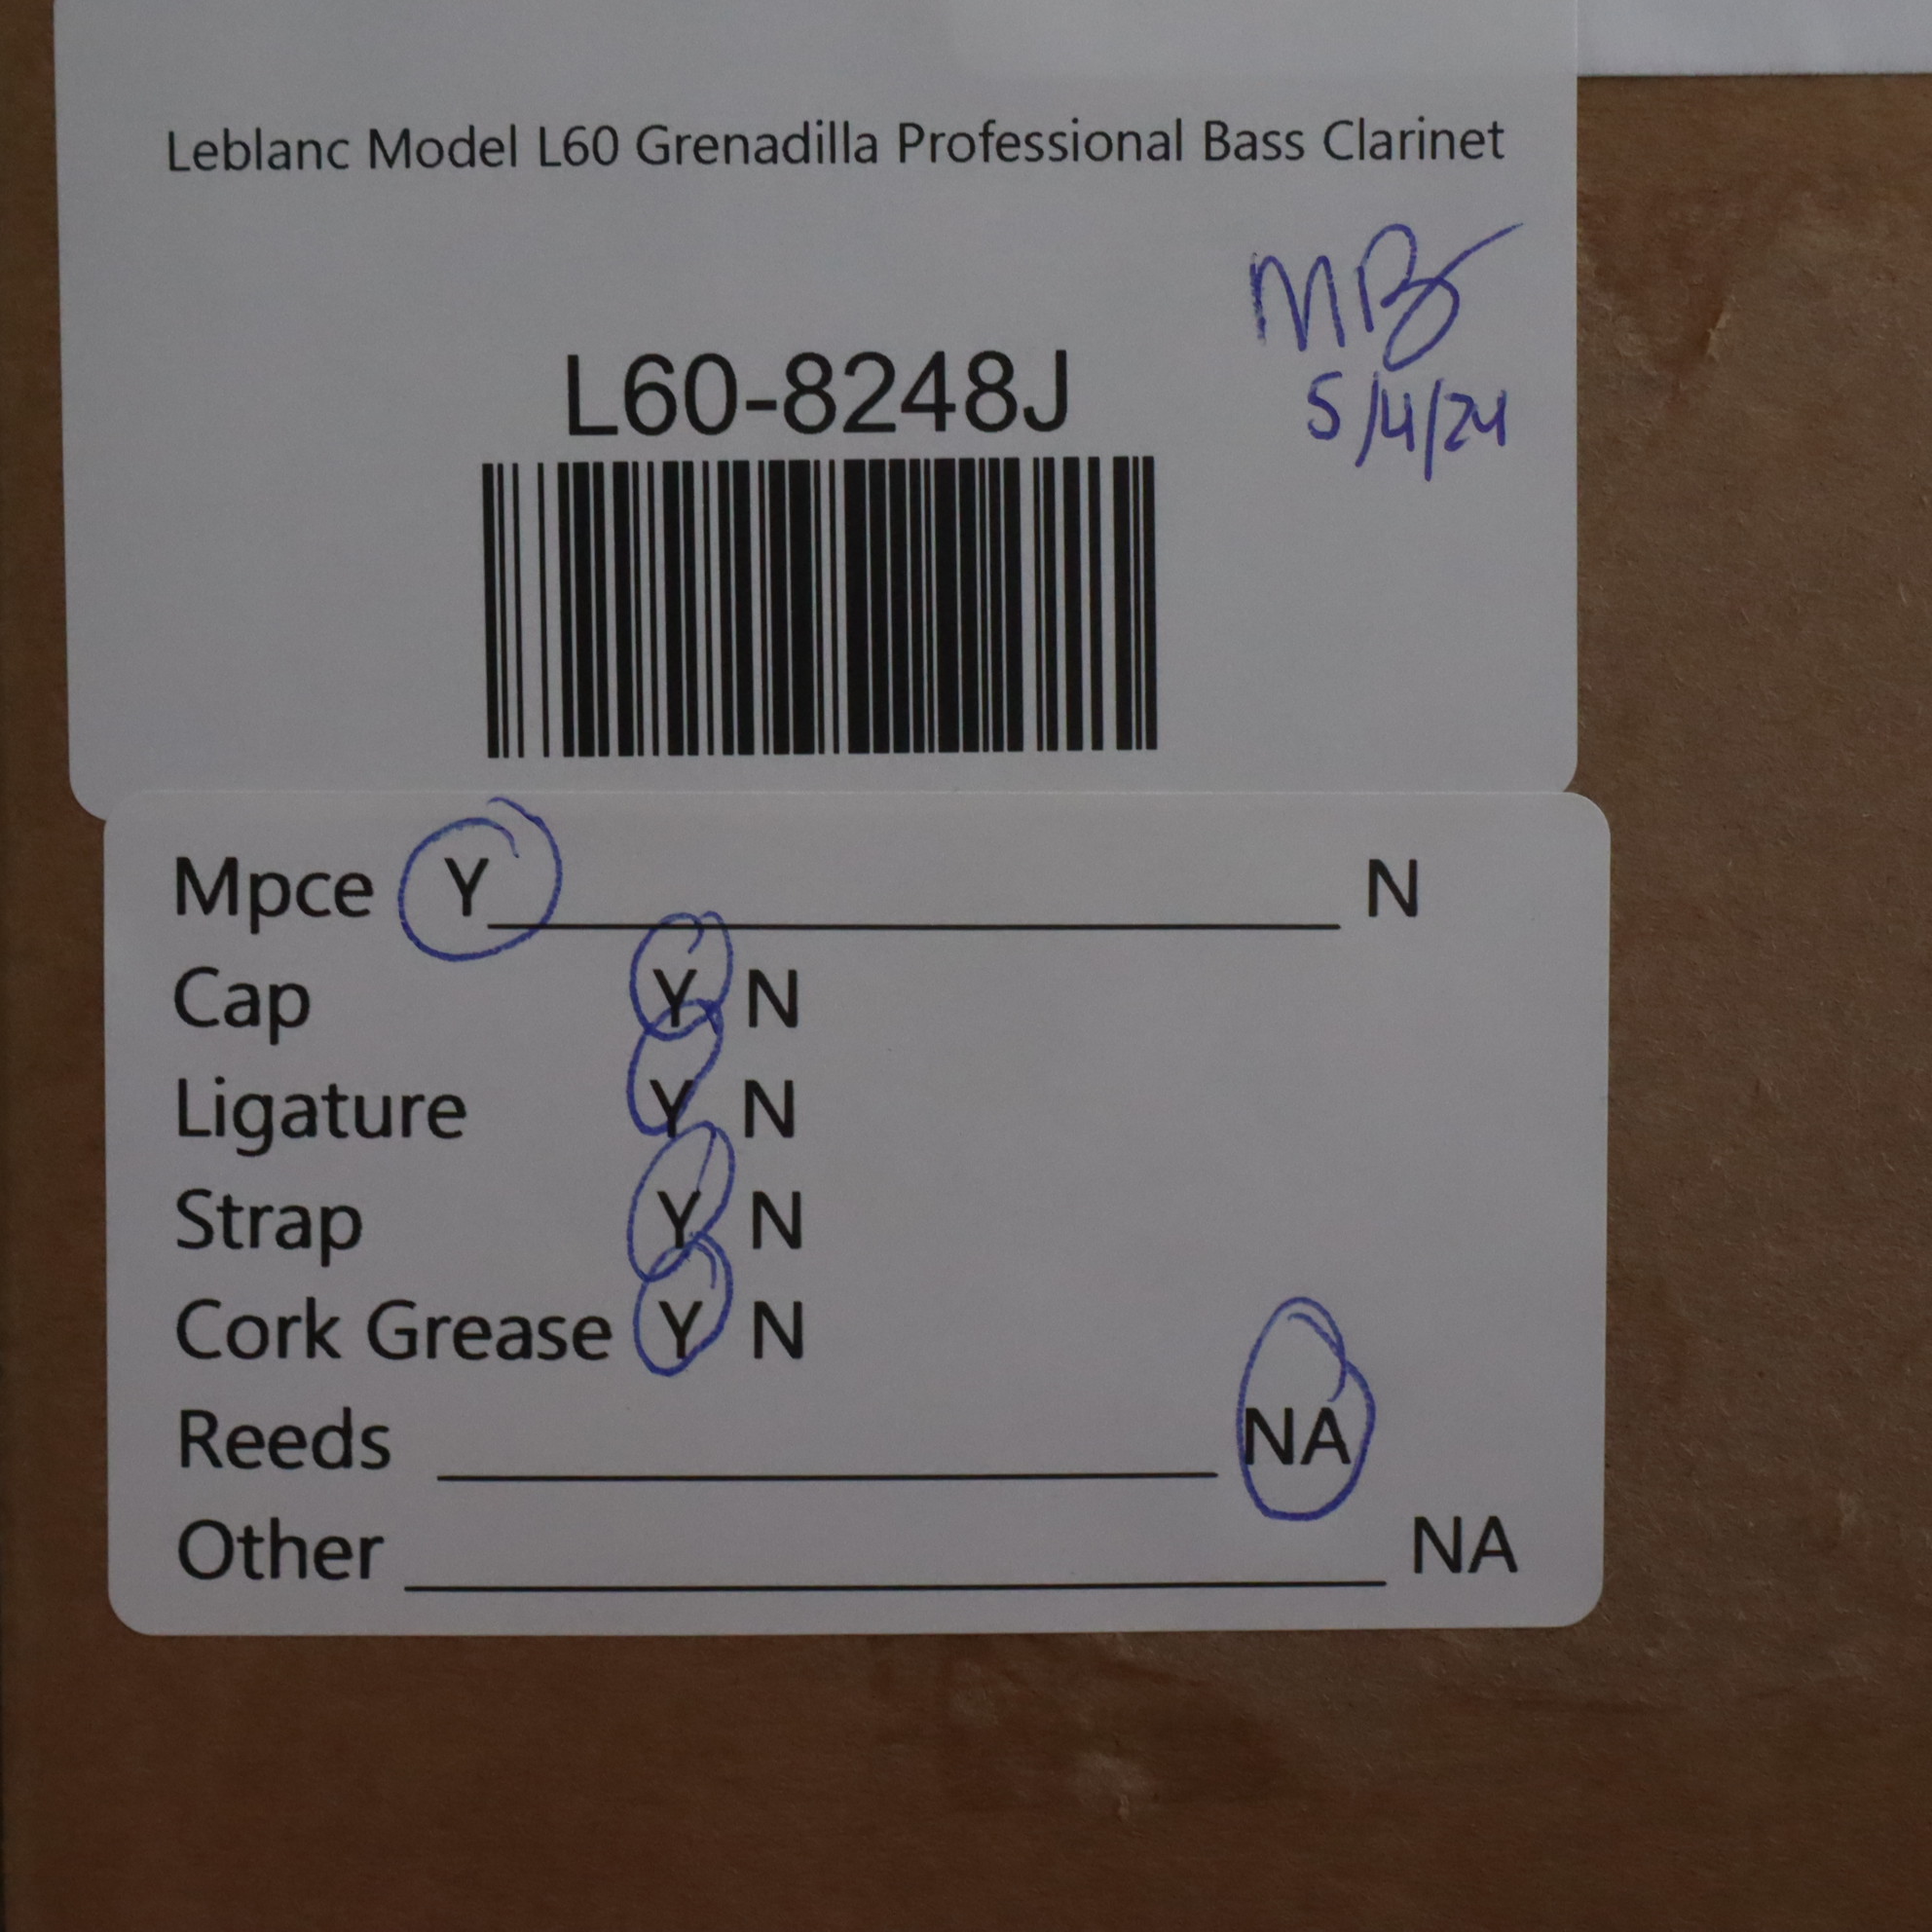 Leblanc Model L60 Grenadilla Professional Bass Clarinet
MB
5/4/24
L60-8248J
Mpce Y N
Cap Y N
Ligature Y N
Strap Y N
Cork Grease Y N
Reeds NA
Other NA